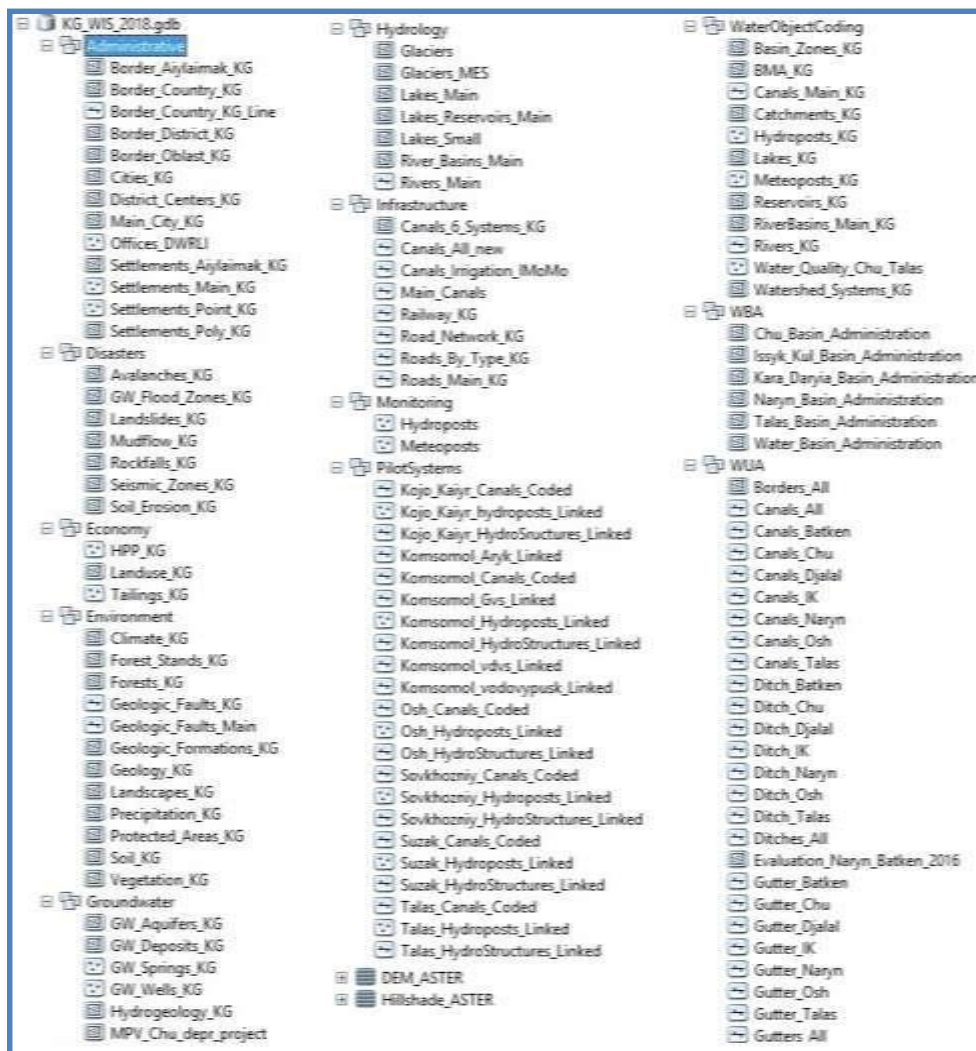 KG_WIS_2018.gdb
Administrative
Border_Aiylaimak_KG
Border_Country_KG
Border_Country_KG_Line
Border_District_KG
Border_Oblast_KG
Cities_KG
District_Centers_KG
Main_City_KG
Offices_DWRLI
Settlements_Aiylaimak_KG
Settlements_Main_KG
Settlements_Point_KG
Settlements_Poly_KG
Disasters
Avalanches_KG
GW_Flood_Zones_KG
Landslides_KG
Mudflow_KG
Rockfalls_KG
Seismic_Zones_KG
Soil_Erosion_KG
Economy
HPP_KG
Landuse_KG
Tailings_KG
Environment
Climate_KG
Forest_Stands_KG
Forests_KG
Geologic_Faults_KG
Geologic_Faults_Main
Geologic_Formations_KG
Geology_KG
Landscapes_KG
Precipitation_KG
Protected_Areas_KG
Soil_KG
Vegetation_KG
Groundwater
GW_Aquifers_KG
GW_Deposits_KG
GW_Springs_KG
GW_Wells_KG
Hydrogeology_KG
MPV_Chu_depr_project
Hydrology
Glaciers
Glaciers_MES
Lakes_Main
Lakes_Reservoirs_Main
Lakes_Small
River_Basins_Main
Rivers_Main
Infrastructure
Canals_6_Systems_KG
Canals_All_new
Canals_Irrigation_IMoMo
Main_Canals
Railway_KG
Road_Network_KG
Roads_By_Type_KG
Roads_Main_KG
Monitoring
Hydroposts
Meteoposts
PilotSystems
Kojo_Kaiyr_Canals_Coded
Kojo_Kaiyr_hydroposts_Linked
Kojo_Kaiyr_HydroSnuctures_Linked
Komsomol_Aryk_Linked
Komsomol_Canals_Coded
Komsomol_Gvs_Linked
Komsomol_Hydroposts_Linked
Komsomol_HydroStructures_Linked
Komsomol_vdvs_Linked
Komsomol_vodovypusk_Linked
Osh_Canals_Coded
Osh_Hydroposts_Linked
Osh_HydroStructures_Linked
Sovkhozniy_Canals_Coded
Sovkhozniy_Hydroposts_Linked
Sovkhozniy_HydroStructures_Linked
Suzak_Canals_Coded
Suzak_Hydroposts_Linked
Suzak_HydroStructures_Linked
Talas_Canals_Coded
Talas_Hydroposts_Linked
Talas_HydroStructures_Linked
DEM_ASTER
Hillshade_ASTER
WaterObjectCoding
Basin_Zones_KG
BMA_KG
Canals_Main_KG
Catchments_KG
Hydroposts_KG
Lakes_KG
Meteoposts_KG
Reservoirs_KG
RiverBasins_Main_KG
Rivers_KG
Water_Quality_Chu_Talas
Watershed_Systems_KG
WBA
Chu_Basin_Administration
Issyk_Kul_Basin_Administration
Kara_Daryia_Basin_Administration
Naryn_Basin_Administration
Talas_Basin_Administration
Water_Basin_Administration
WUA
Borders_All
Canals_All
Canals_Batken
Canals_Chu
Canals_Djalal
Canals_IK
Canals_Naryn
Canals_Osh
Canals_Talas
Ditch_Batken
Ditch_Chu
Ditch_Djalal
Ditch_IK
Ditch_Naryn
Ditch_Osh
Ditch_Talas
Ditches_All
Evaluation_Naryn_Batken_2016
Gutter_Batken
Gutter_Chu
Gutter_Djalal
Gutter_IK
Gutter_Naryn
Gutter_Osh
Gutter_Talas
Gutters_All